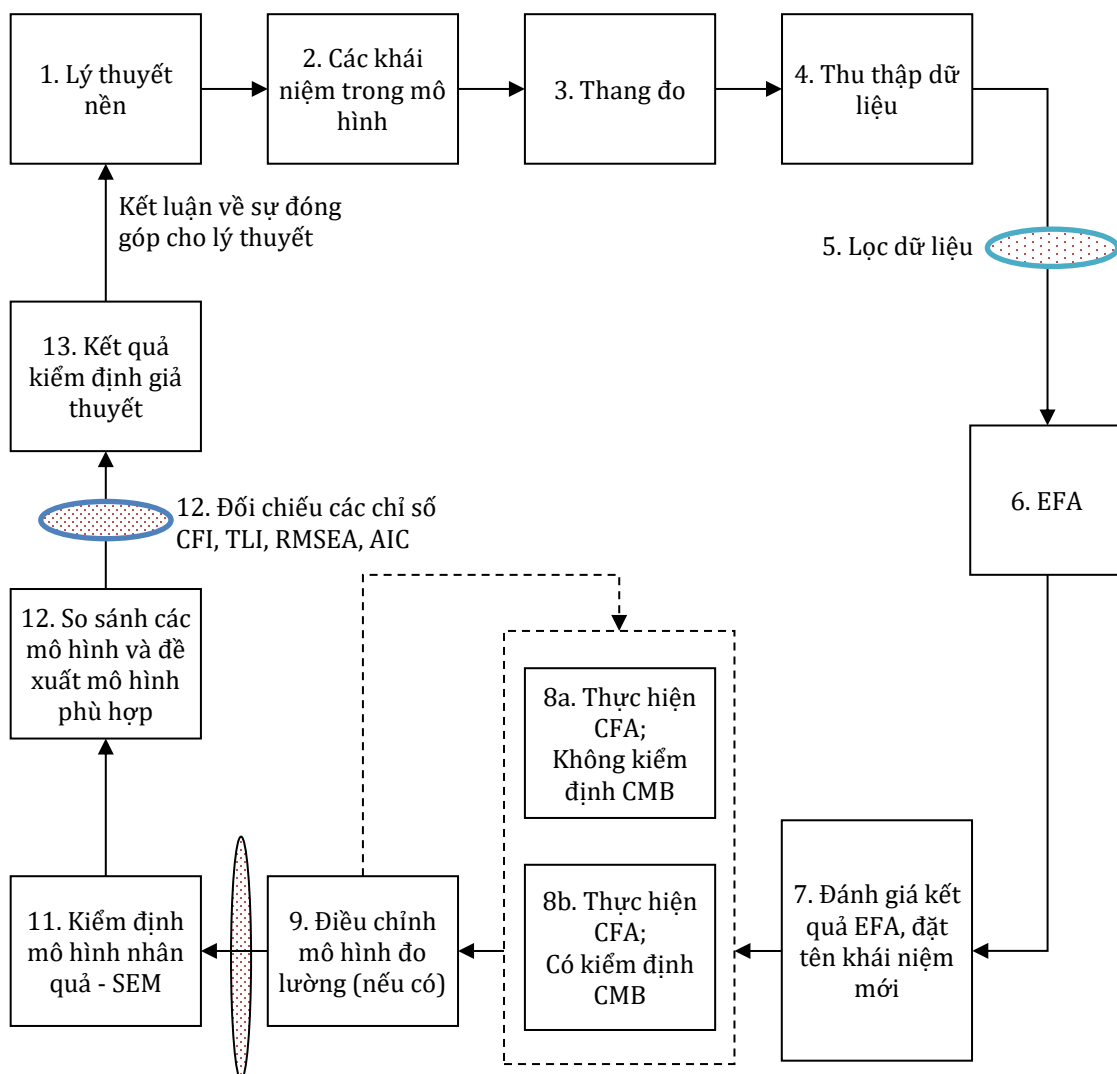 1. Lý thuyết
nền
2. Các khái
niệm trong mô
hình
3. Thang đo
4. Thu thập dữ
liệu
Kết luận về sự đóng
góp cho lý thuyết
5. Lọc dữ liệu
13. Kết quả
kiểm định giả
thuyết
6. EFA
12. Đối chiếu các chỉ số
CFI, TLI, RMSEA, AIC
12. So sánh các
mô hình và đề
xuất mô hình
phù hợp
8a. Thực hiện
CFA;
Không kiểm
định CMB
11. Kiểm định
mô hình nhân
quả - SEM
9. Điều chỉnh
mô hình đo
lường (nếu có)
8b. Thực hiện
CFA;
Có kiểm định
CMB
7. Đánh giá kết
quả EFA, đặt
tên khái niệm
mới